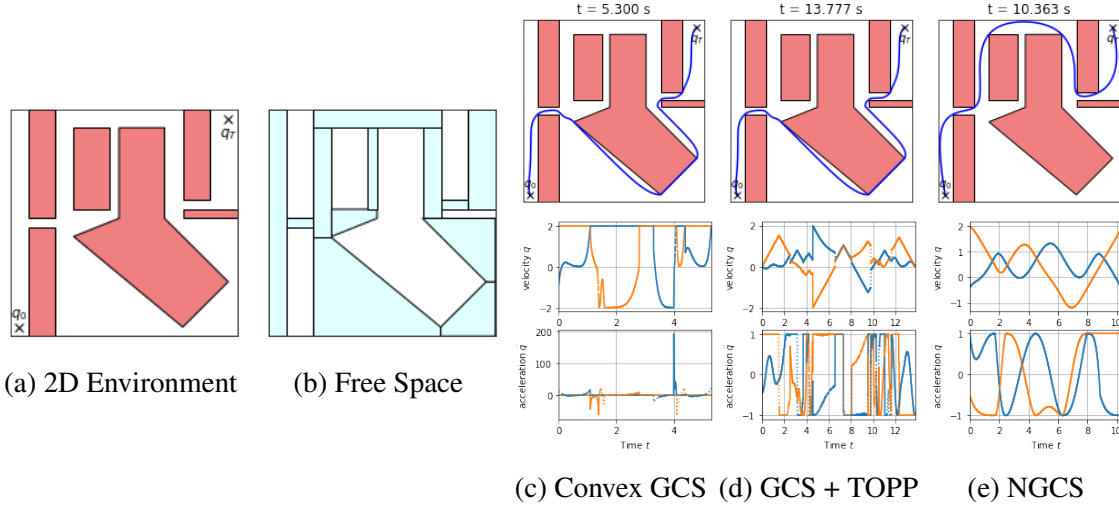 t = 5.300 s
t = 13.777 s
t = 10.363 s
q_T
q_0
q_T
q_0
q_T
q_0
q_T
q_0
velocity q̇
2
0
−2
0 2 4
velocity q̇
2
0
−2
0 2 4 6 8 10 12
velocity q̇
2
1
0
−1
0 2 4 6 8 10
acceleration q̈
200
100
0
0 2 4
Time t
acceleration q̈
1
0
−1
0 2 4 6 8 10 12
Time t
acceleration q̈
1
0
−1
0 2 4 6 8 10
Time t
(a) 2D Environment
(b) Free Space
(c) Convex GCS
(d) GCS + TOPP
(e) NGCS